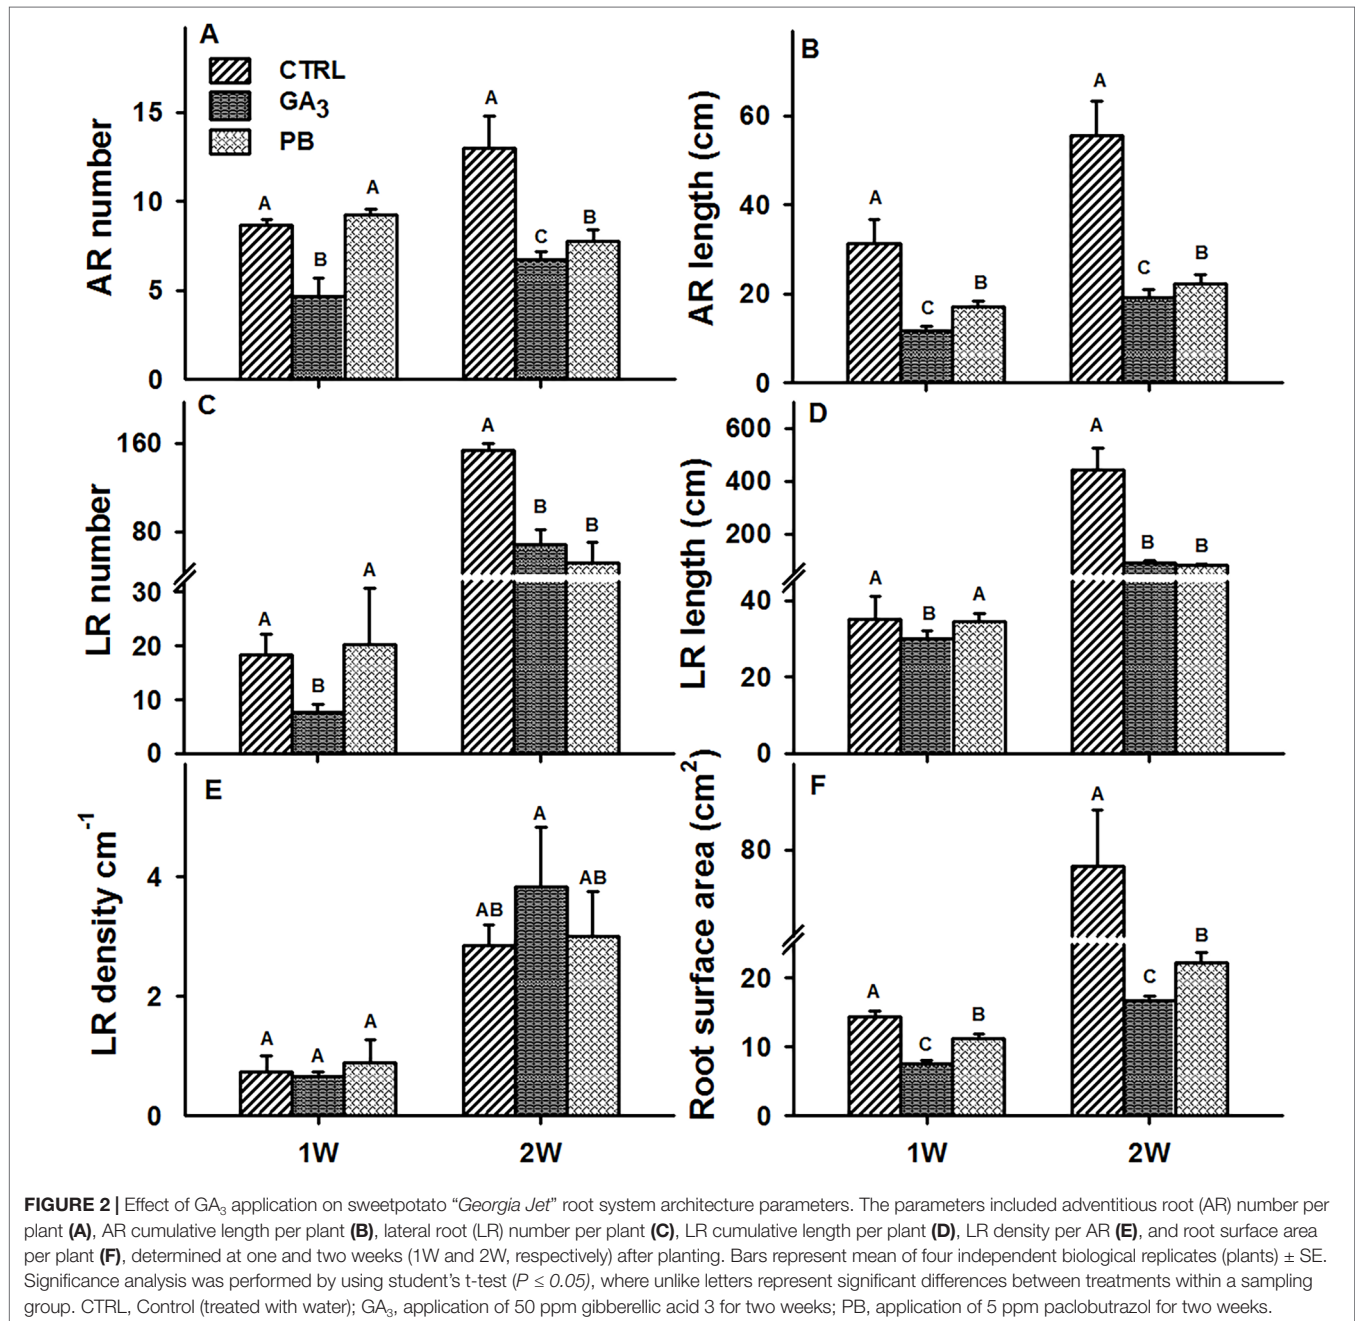 A
CTRL
GA3
PB
AR number
15
10
5
0
A
B
A
A
C
B
B
AR length (cm)
60
40
20
0
A
C
B
A
C
B
C
LR number
160
80
30
20
10
0
A
B
A
A
B
B
D
LR length (cm)
600
400
200
40
20
0
A
B
A
A
B
B
E
LR density cm-1
4
2
0
A
A
A
AB
A
AB
1W
2W
F
Root surface area (cm2)
80
20
10
0
A
C
B
A
C
B
1W
2W
FIGURE 2 | Effect of GA3 application on sweetpotato “Georgia Jet” root system architecture parameters. The parameters included adventitious root (AR) number per
plant (A), AR cumulative length per plant (B), lateral root (LR) number per plant (C), LR cumulative length per plant (D), LR density per AR (E), and root surface area
per plant (F), determined at one and two weeks (1W and 2W, respectively) after planting. Bars represent mean of four independent biological replicates (plants) ± SE.
Significance analysis was performed by using student’s t-test (P ≤ 0.05), where unlike letters represent significant differences between treatments within a sampling
group. CTRL, Control (treated with water); GA3, application of 50 ppm gibberellic acid 3 for two weeks; PB, application of 5 ppm paclobutrazol for two weeks.